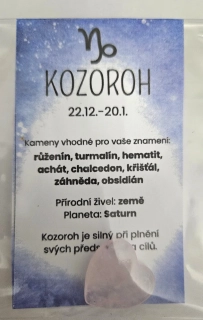 KOZOROH
22.12.-20.1.
Kameny vhodné pro vaše znamení:
růženín, turmalín, hematit,
achát, chalcedon, křišťál,
záhněda, obsidián
Přírodní živel: země
Planeta: Saturn
Kozoroh je silný při plnění
svých před a cílů.